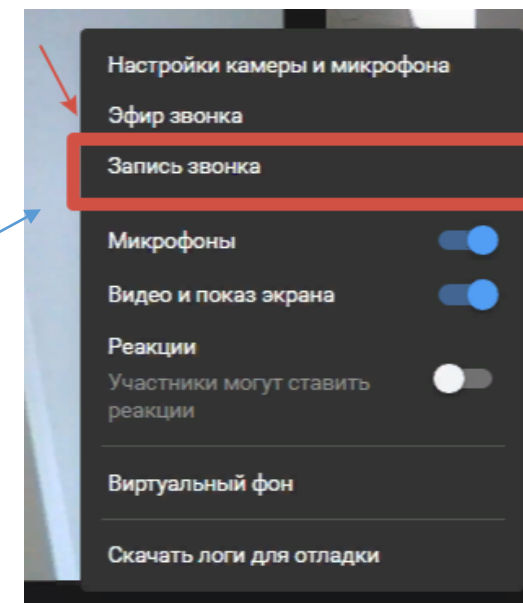 Настройки камеры и микрофона
Эфир звонка
Запись звонка
Микрофоны
Видео и показ экрана
Реакции
Участники могут ставить
реакции
Виртуальный фон
Скачать логи для отладки